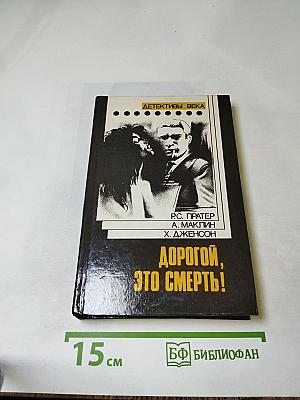 ДЕТЕКТИВЫ ВЕКА
Р.С. ПРАТЕР
А. МАКЛИН
Х. ДЖЕНСОН
ДОРОГОЙ,
ЭТО СМЕРТЬ!
15 см
БФ БИБЛИОФАН